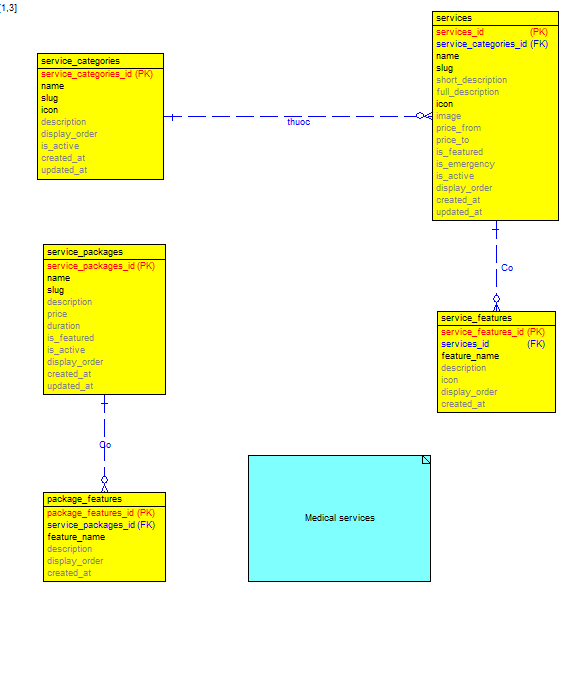 [1,3]
services
services_id (PK)
service_categories_id (FK)
name
slug
short_description
full_description
icon
image
price_from
price_to
is_featured
is_emergency
is_active
display_order
created_at
updated_at
service_categories
service_categories_id (PK)
name
slug
icon
description
display_order
is_active
created_at
updated_at
thuoc
Co
service_packages
service_packages_id (PK)
name
slug
description
price
duration
is_featured
is_active
display_order
created_at
updated_at
service_features
service_features_id (PK)
services_id (FK)
feature_name
description
icon
display_order
created_at
Co
package_features
package_features_id (PK)
service_packages_id (FK)
feature_name
description
display_order
created_at
Medical services